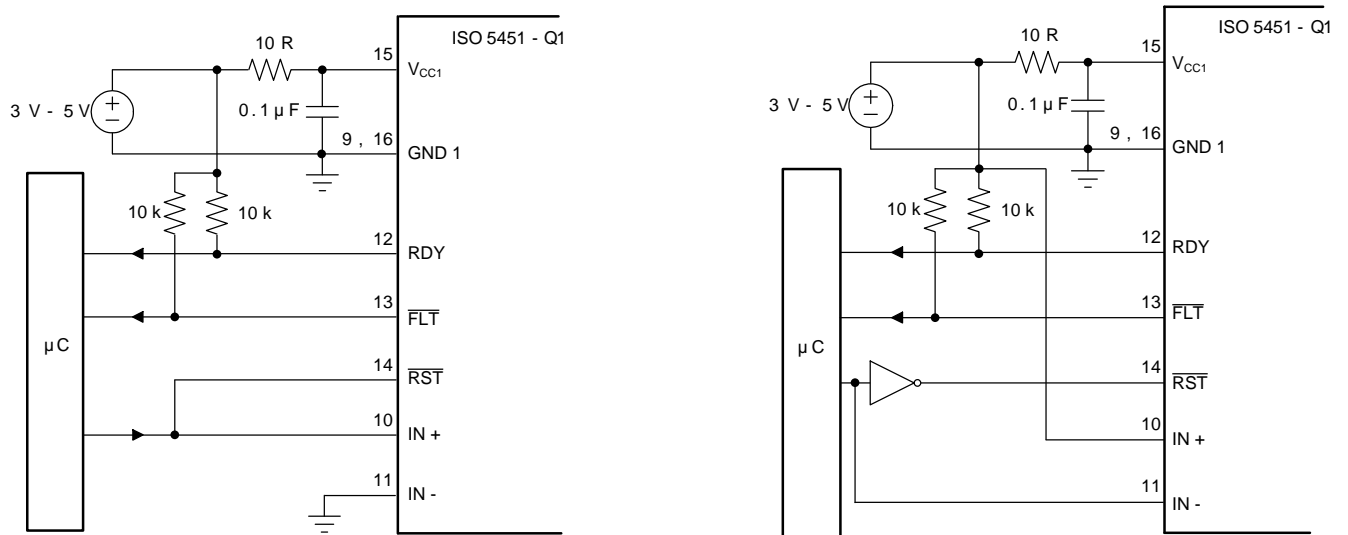 ISO 5451 - Q1
10 R
15
VCC1
3 V - 5 V
0.1 µF
9 , 16
GND 1
10 k
10 k
12
RDY
13
FLT
µC
14
RST
10
IN +
11
IN -
ISO 5451 - Q1
10 R
15
VCC1
3 V - 5 V
0.1 µF
9 , 16
GND 1
10 k
10 k
12
RDY
13
FLT
µC
14
RST
10
IN +
11
IN -